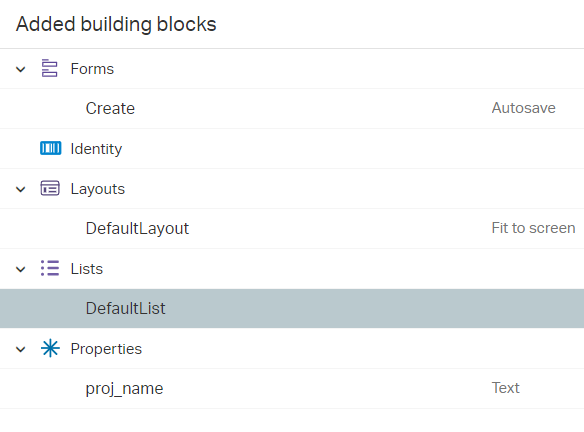 Added building blocks
Forms
Create Autosave
Identity
Layouts
DefaultLayout Fit to screen
Lists
DefaultList
Properties
proj_name Text